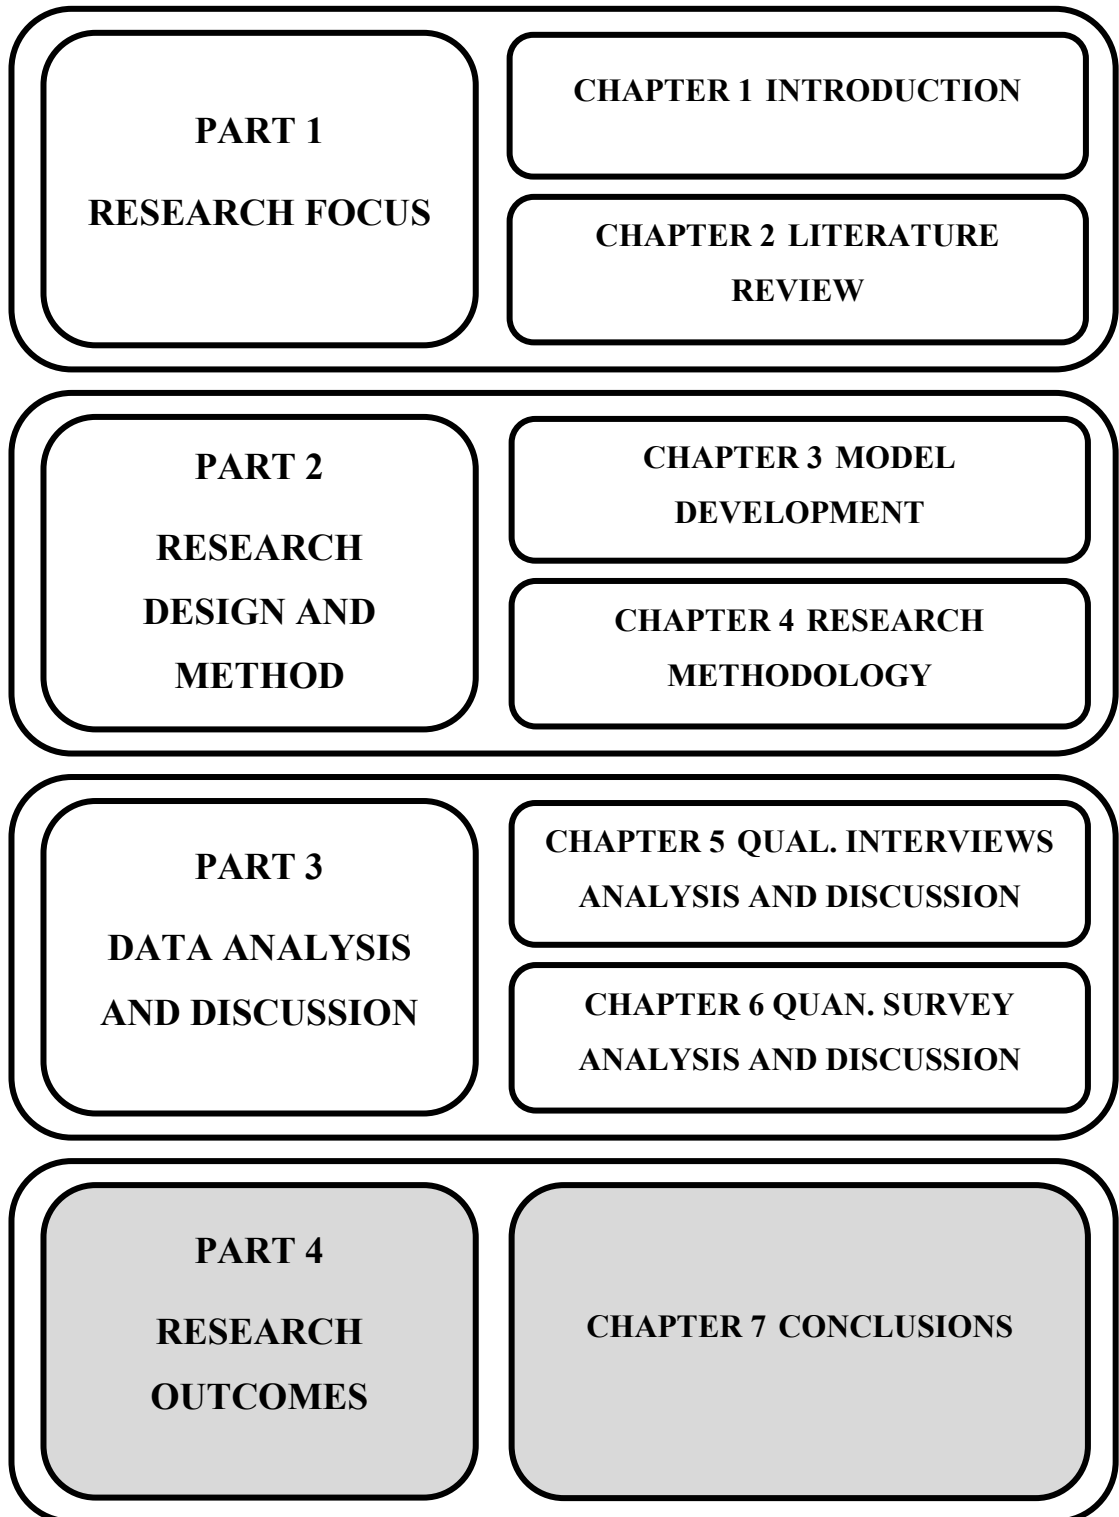 PART 1
RESEARCH FOCUS
CHAPTER 1 INTRODUCTION
CHAPTER 2 LITERATURE
REVIEW
PART 2
RESEARCH
DESIGN AND
METHOD
CHAPTER 3 MODEL
DEVELOPMENT
CHAPTER 4 RESEARCH
METHODOLOGY
PART 3
DATA ANALYSIS
AND DISCUSSION
CHAPTER 5 QUAL. INTERVIEWS
ANALYSIS AND DISCUSSION
CHAPTER 6 QUAN. SURVEY
ANALYSIS AND DISCUSSION
PART 4
RESEARCH
OUTCOMES
CHAPTER 7 CONCLUSIONS